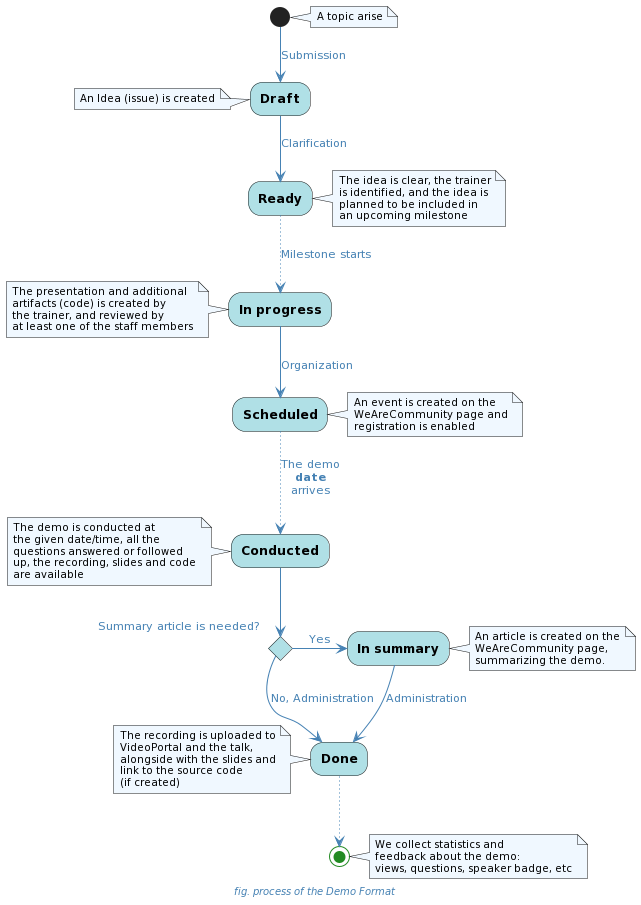 A topic arise
Submission
An Idea (issue) is created
Draft
Clarification
Ready
The idea is clear, the trainer
is identified, and the idea is
planned to be included in
an upcoming milestone
Milestone starts
The presentation and additional
artifacts (code) is created by
the trainer, and reviewed by
at least one of the staff members
In progress
Organization
Scheduled
An event is created on the
WeAreCommunity page and
registration is enabled
The demo
date
arrives
The demo is conducted at
the given date/time, all the
questions answered or followed
up, the recording, slides and code
are available
Conducted
Summary article is needed?
Yes
In summary
An article is created on the
WeAreCommunity page,
summarizing the demo.
No, Administration
Administration
The recording is uploaded to
VideoPortal and the talk,
alongside with the slides and
link to the source code
(if created)
Done
We collect statistics and
feedback about the demo:
views, questions, speaker badge, etc
fig. process of the Demo Format